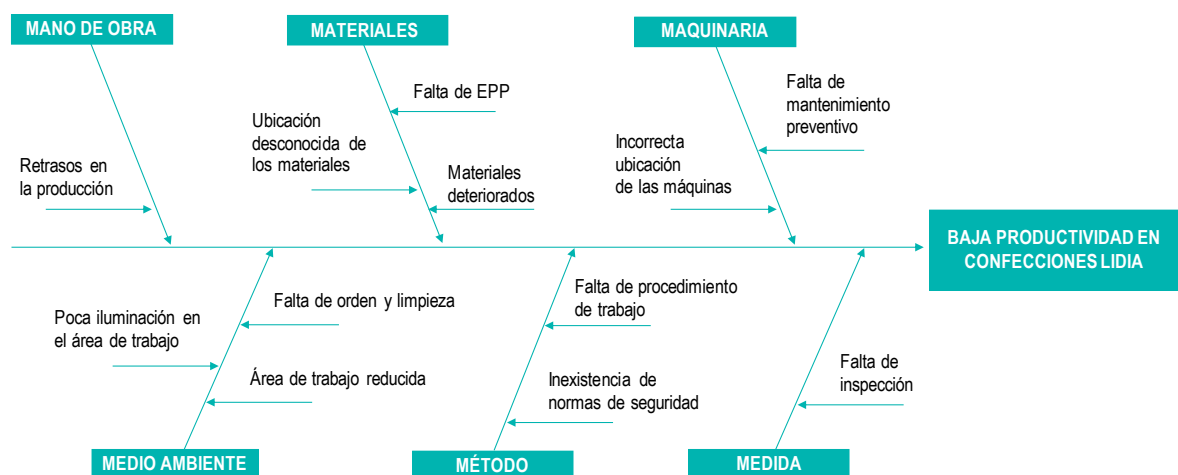 MANO DE OBRA
MATERIALES
MAQUINARIA
Retrasos en
la producción
Falta de EPP
Ubicación
desconocida de
los materiales
Materiales
deteriorados
Falta de
mantenimiento
preventivo
Incorrecta
ubicación
de las máquinas
BAJA PRODUCTIVIDAD EN
CONFECCIONES LIDIA
Falta de orden y limpieza
Poca iluminación en
el área de trabajo
Área de trabajo reducida
Falta de procedimiento
de trabajo
Inexistencia de
normas de seguridad
Falta de
inspección
MEDIO AMBIENTE
MÉTODO
MEDIDA